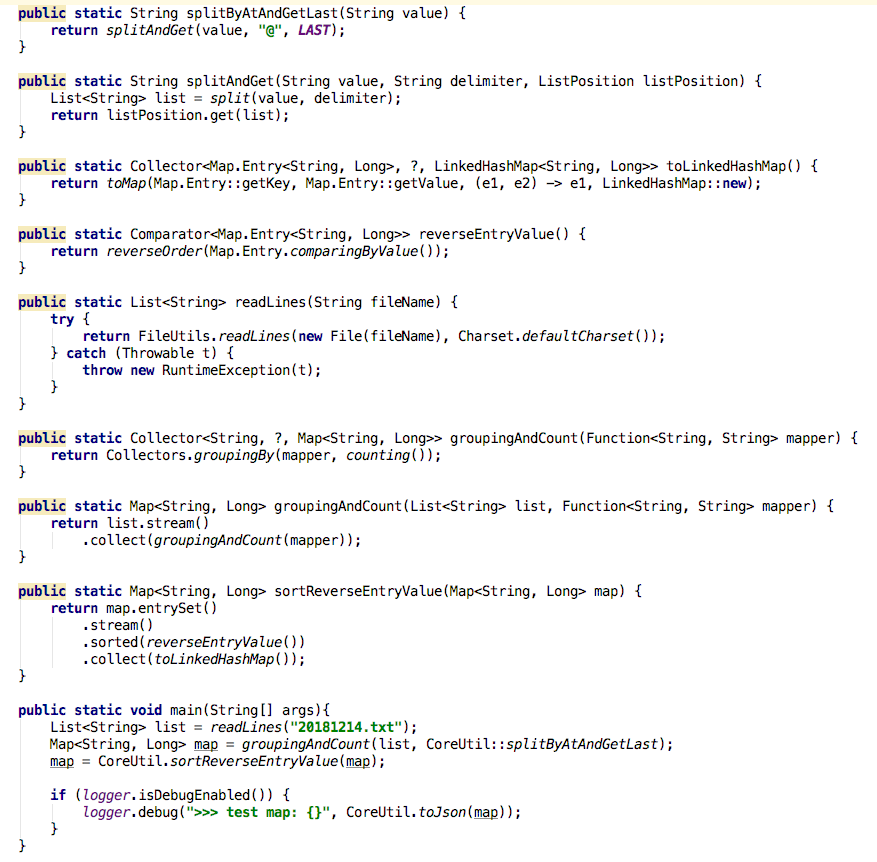 public static String splitByAtAndGetLast(String value) {
    return splitAndGet(value, "@", LAST);
}

public static String splitAndGet(String value, String delimiter, ListPosition listPosition) {
    List<String> list = split(value, delimiter);
    return listPosition.get(list);
}

public static Collector<Map.Entry<String, Long>, ?, LinkedHashMap<String, Long>> toLinkedHashMap() {
    return toMap(Map.Entry::getKey, Map.Entry::getValue, (e1, e2) -> e1, LinkedHashMap::new);
}

public static Comparator<Map.Entry<String, Long>> reverseEntryValue() {
    return reverseOrder(Map.Entry.comparingByValue());
}

public static List<String> readLines(String fileName) {
    try {
        return FileUtils.readLines(new File(fileName), Charset.defaultCharset());
    } catch (Throwable t) {
        throw new RuntimeException(t);
    }
}

public static Collector<String, ?, Map<String, Long>> groupingAndCount(Function<String, String> mapper) {
    return Collectors.groupingBy(mapper, counting());
}

public static Map<String, Long> groupingAndCount(List<String> list, Function<String, String> mapper) {
    return list.stream()
        .collect(groupingAndCount(mapper));
}

public static Map<String, Long> sortReverseEntryValue(Map<String, Long> map) {
    return map.entrySet()
        .stream()
        .sorted(reverseEntryValue())
        .collect(toLinkedHashMap());
}

public static void main(String[] args){
    List<String> list = readLines("20181214.txt");
    Map<String, Long> map = groupingAndCount(list, CoreUtil::splitByAtAndGetLast);
    map = CoreUtil.sortReverseEntryValue(map);

    if (logger.isDebugEnabled()) {
        logger.debug(">>> test map: {}", CoreUtil.toJson(map));
    }
}